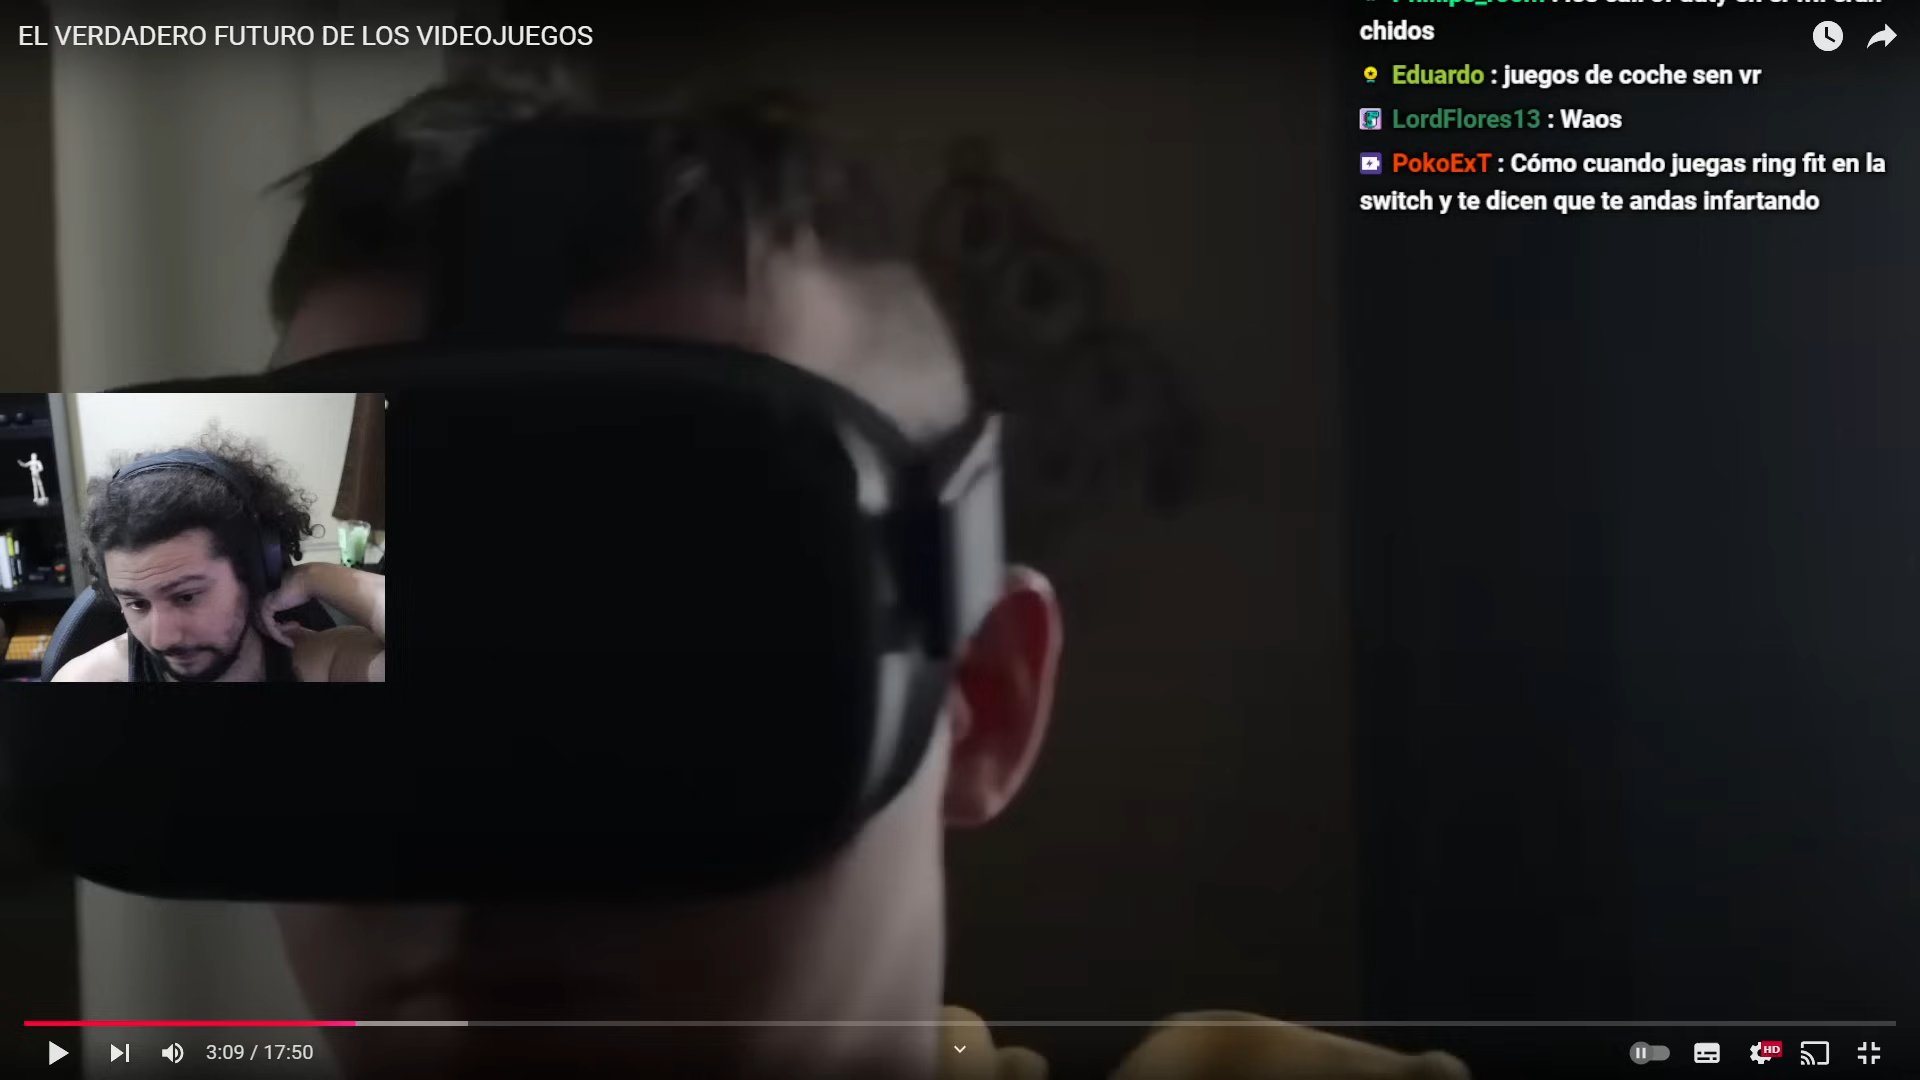 EL VERDADERO FUTURO DE LOS VIDEOJUEGOS
chidos
Eduardo : juegos de coche sen vr
LordFlores13 : Waos
PokoExT : Cómo cuando juegas ring fit en la
switch y te dicen que te andas infartando
3:09 / 17:50
HD